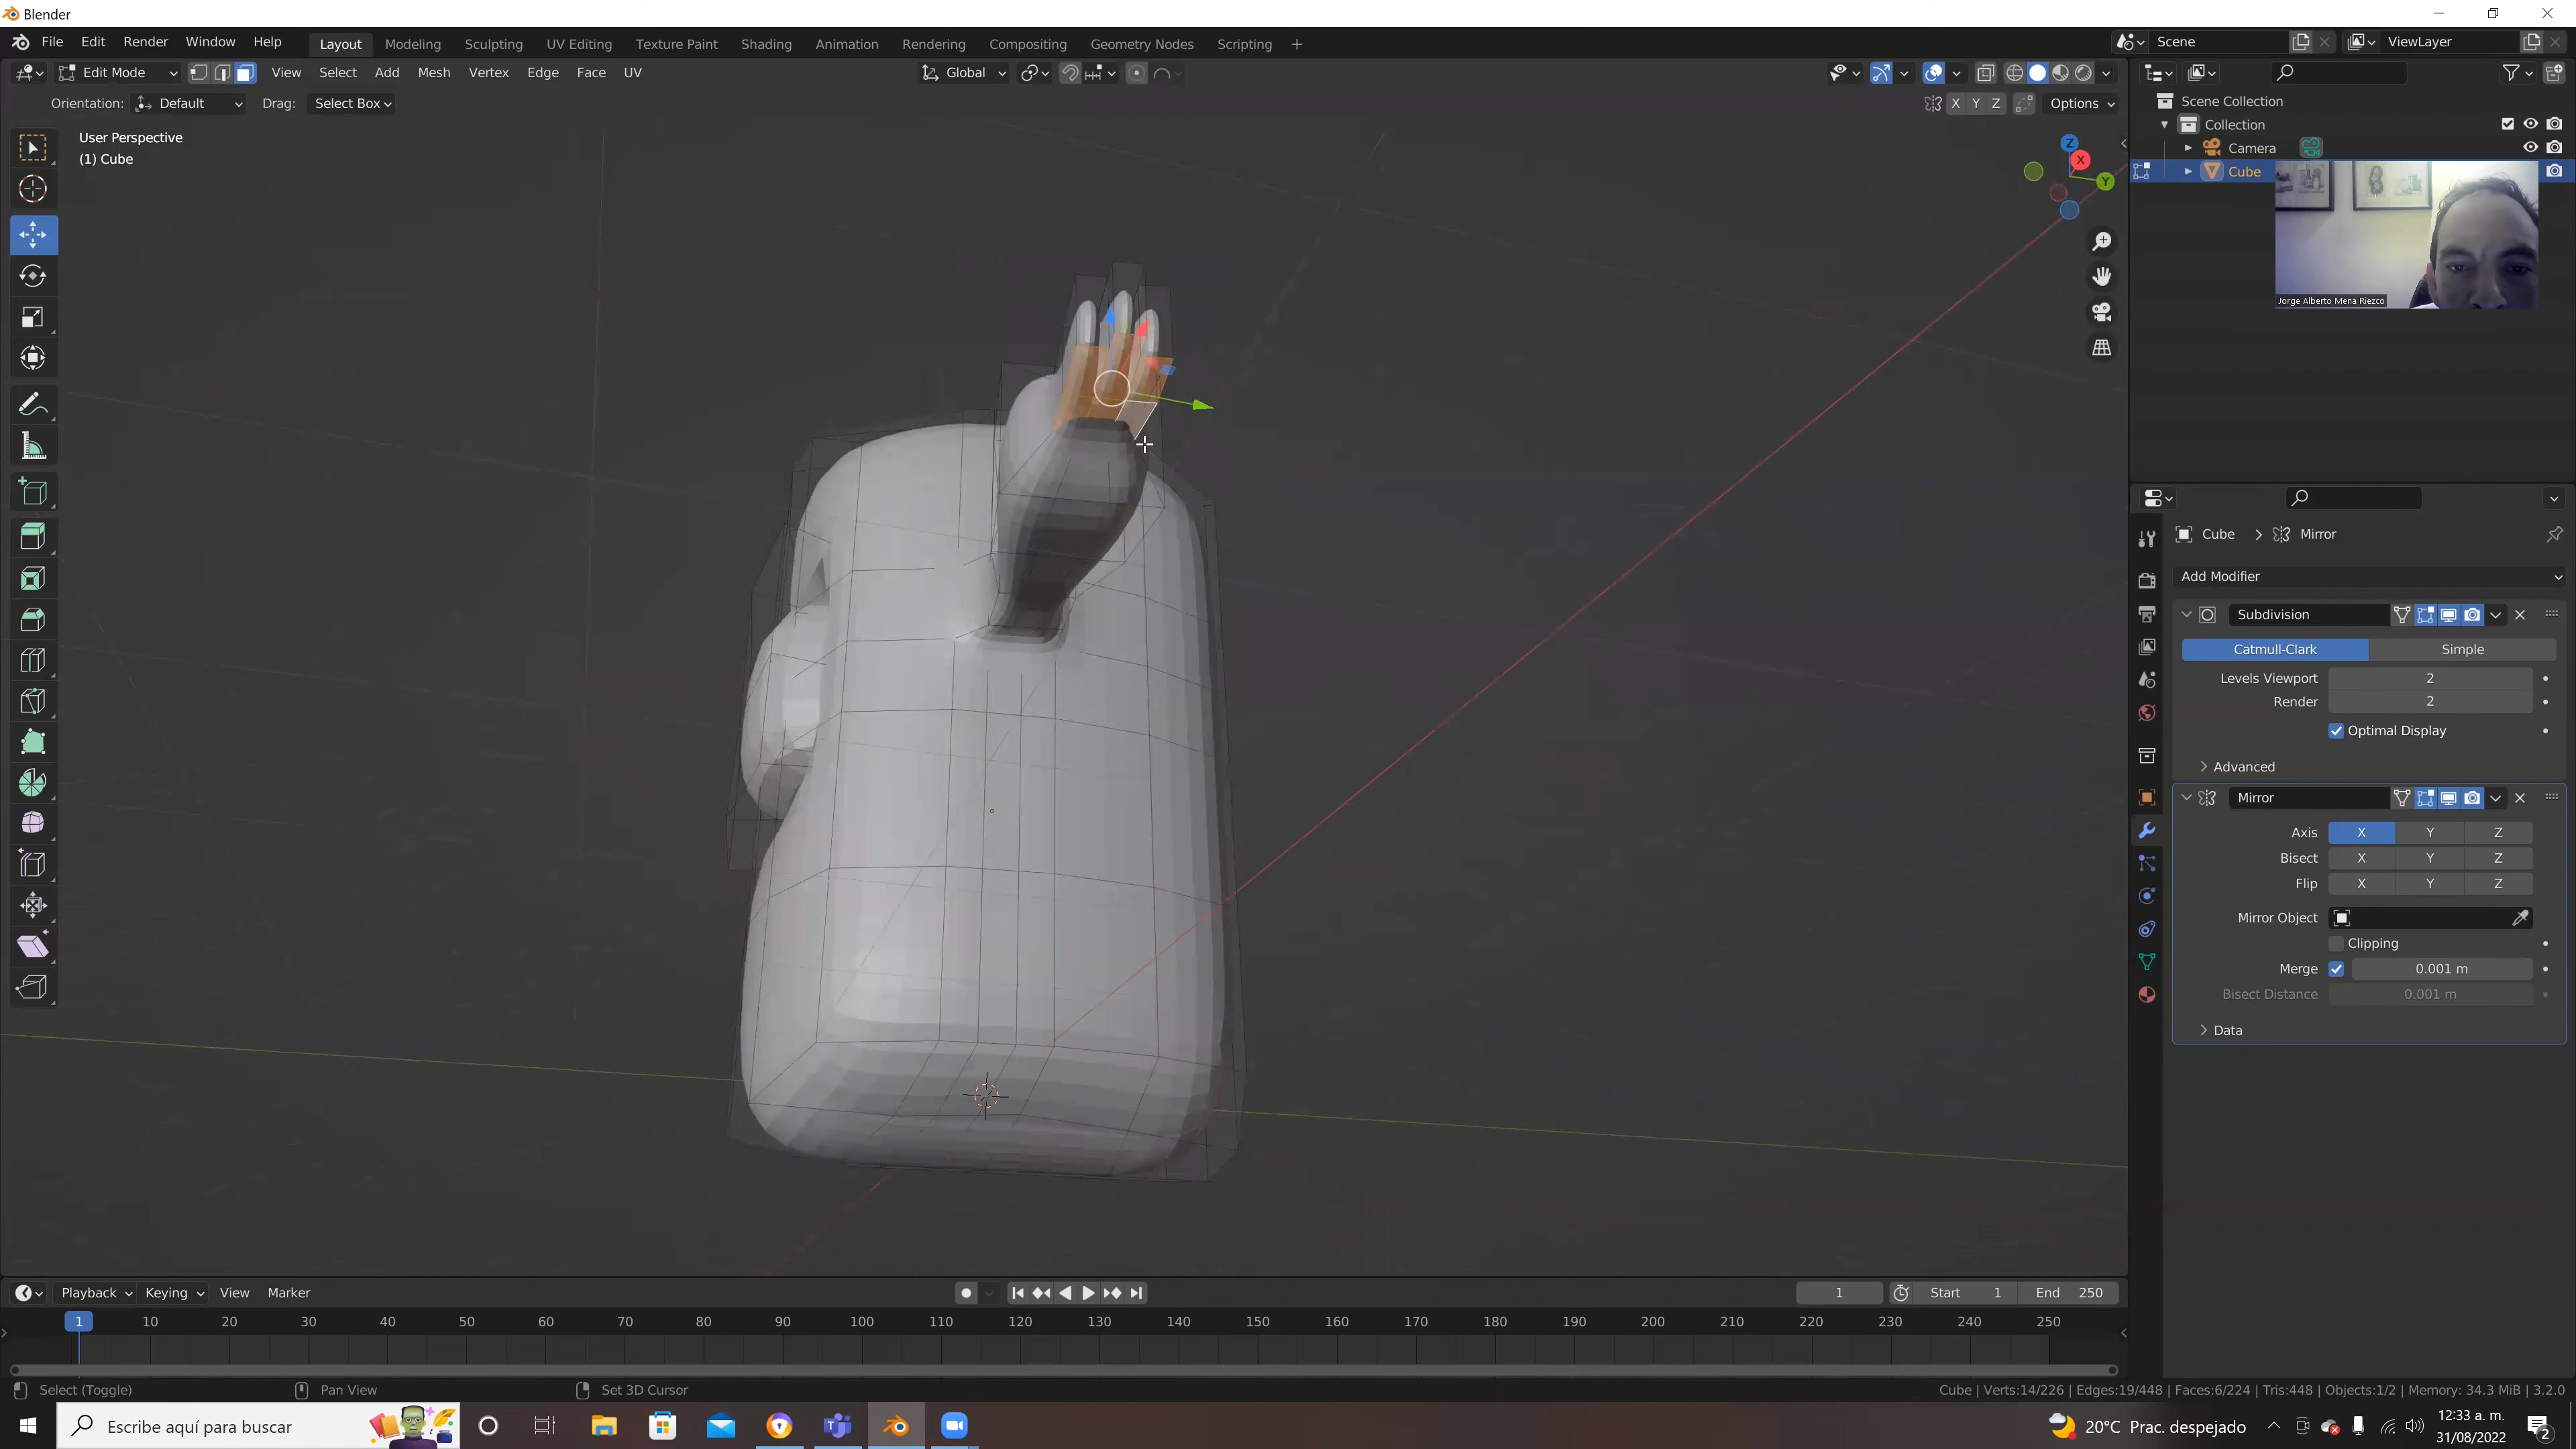 Blender
File Edit Render Window Help Layout Modeling Sculpting UV Editing Texture Paint Shading Animation Rendering Compositing Geometry Nodes Scripting + Scene ViewLayer
Edit Mode View Select Add Mesh Vertex Edge Face UV Global
Orientation: Default Drag: Select Box X Y Z Options
User Perspective
(1) Cube
Z
X
Y
Scene Collection
Collection
Camera
Cube
Jorge Alberto Mena Riezco
Cube > Mirror
Add Modifier
Subdivision
Catmull-Clark Simple
Levels Viewport 2
Render 2
Optimal Display
Advanced
Mirror
Axis X Y Z
Bisect X Y Z
Flip X Y Z
Mirror Object
Clipping
Merge 0.001 m
Bisect Distance 0.001 m
Data
Playback Keying View Marker 1 Start 1 End 250
1 10 20 30 40 50 60 70 80 90 100 110 120 130 140 150 160 170 180 190 200 210 220 230 240 250
Select (Toggle) Pan View Set 3D Cursor Cube | Verts:14/226 | Edges:19/448 | Faces:6/224 | Tris:448 | Objects:1/2 | Memory: 34.3 MiB | 3.2.0
Escribe aquí para buscar 20°C Prac. despejado 12:33 a. m.
31/08/2022
2